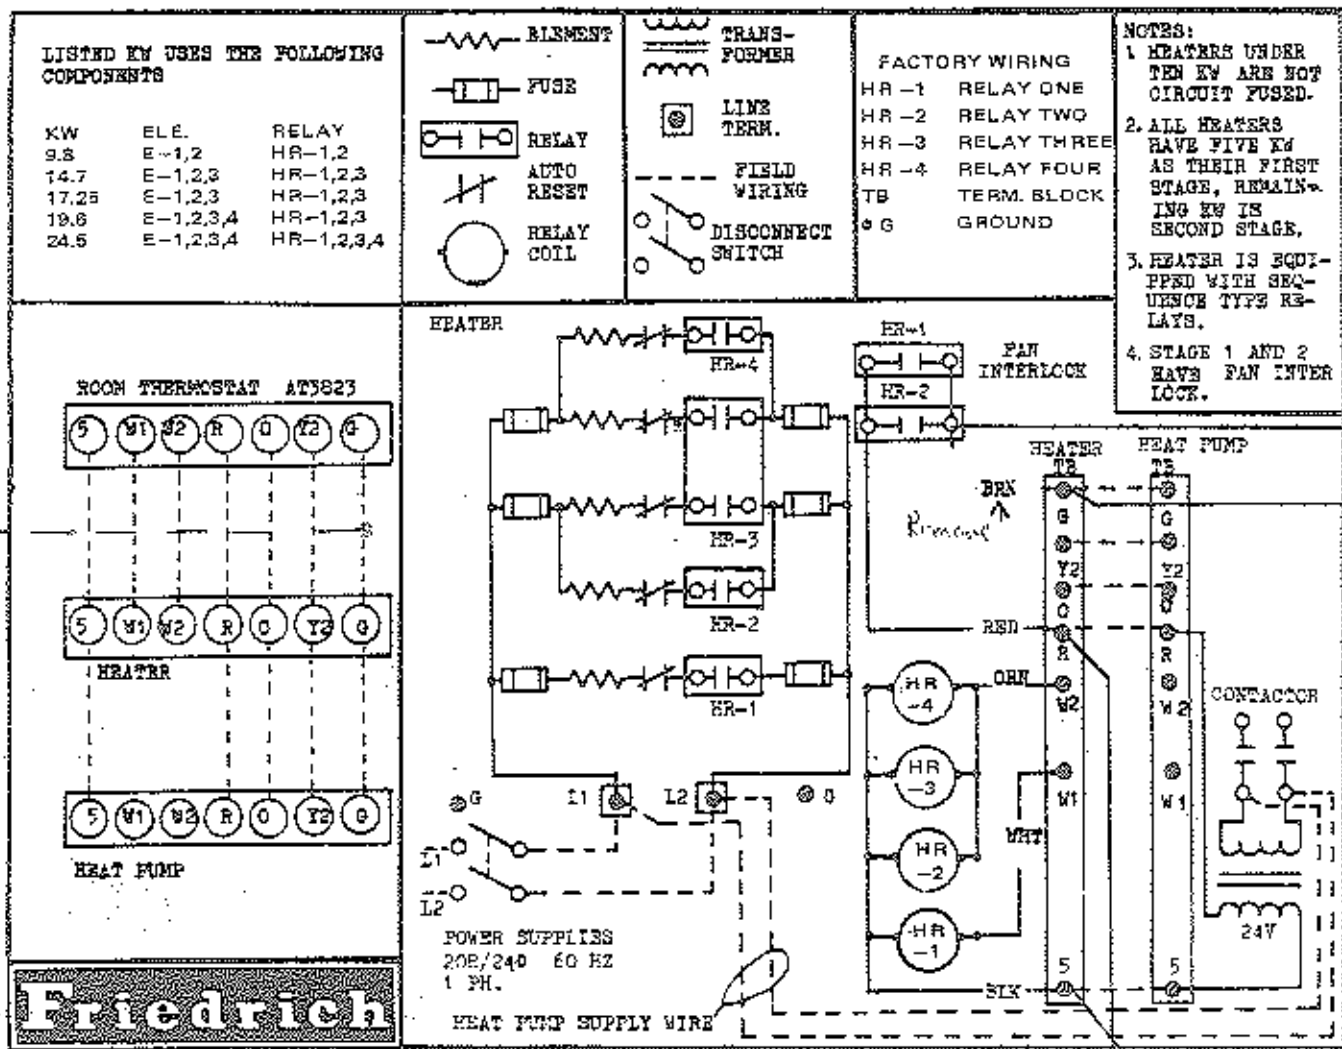 LISTED KW USES THE FOLLOWING
COMPONENTS
KW ELE. RELAY
9.8 E-1,2 HR-1,2
14.7 E-1,2,3 HR-1,2,3
17.25 E-1,2,3 HR-1,2,3
19.6 E-1,2,3,4 HR-1,2,3
24.5 E-1,2,3,4 HR-1,2,3,4
ELEMENT
FUSE
RELAY
AUTO
RESET
RELAY
COIL
TRANS-
FORMER
LINE
TERM.
FIELD
WIRING
DISCONNECT
SWITCH
FACTORY WIRING
HR-1 RELAY ONE
HR-2 RELAY TWO
HR-3 RELAY THREE
HR-4 RELAY FOUR
TB TERM. BLOCK
G GROUND
NOTES:
1 HEATERS UNDER
TEN KW ARE NOT
CIRCUIT FUSED.
2. ALL HEATERS
HAVE FIVE KW
AS THEIR FIRST
STAGE, REMAIN-
ING KW IS
SECOND STAGE.
3. HEATER IS EQUI-
PPED WITH SEQ-
UENCE TYPE RE-
LAYS.
4. STAGE 1 AND 2
HAVE FAN INTER
LOCK.
ROOM THERMOSTAT AT3823
5 W1 W2 R O Y2 G
5 W1 W2 R O Y2 G
HEATER
5 W1 W2 R O Y2 G
HEAT PUMP
Friedrich
HEATER
HR-4
HR-3
HR-2
HR-1
HR-1
HR-2
FAN
INTERLOCK
HEATER
TB
HEAT PUMP
TB
BRN
G
G
Y2
Y2
O
O
RED
R
R
ORN
W2
W2
W1
W1
WHT
5
5
BLK
HR
-4
HR
-3
HR
-2
HR
-1
CONTACTOR
24V
G
L1
L2
G
L1
L2
POWER SUPPLIES
208/240 60 HZ
1 PH.
HEAT PUMP SUPPLY WIRE